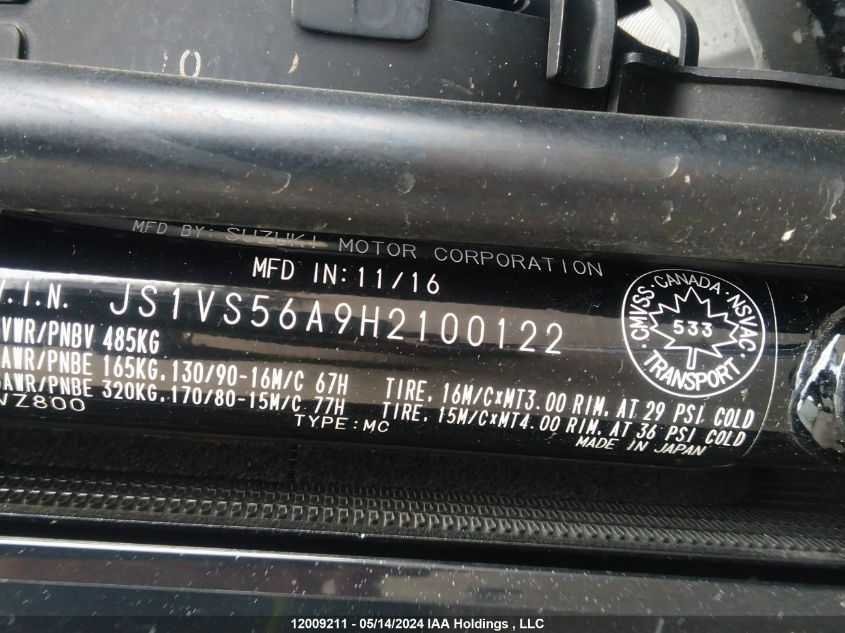 10
MFD BY: SUZUKI MOTOR CORPORATION
MFD IN: 11/16
.I.N. JS1VS56A9H2100122
VWR/PNBV 485KG
AWR/PNBE 165KG. 130/90-16M/C 67H TIRE. 16M/C×MT3.00 RIM. AT 29 PSI COLD
AWR/PNBE 320KG. 170/80-15M/C 77H TIRE. 15M/C×MT4.00 RIM. AT 36 PSI COLD
VZ800
TYPE: MC
MADE IN JAPAN
CMVSS · CANADA · NSVAC
533
TRANSPORT
12009211 - 05/14/2024 IAA Holdings , LLC